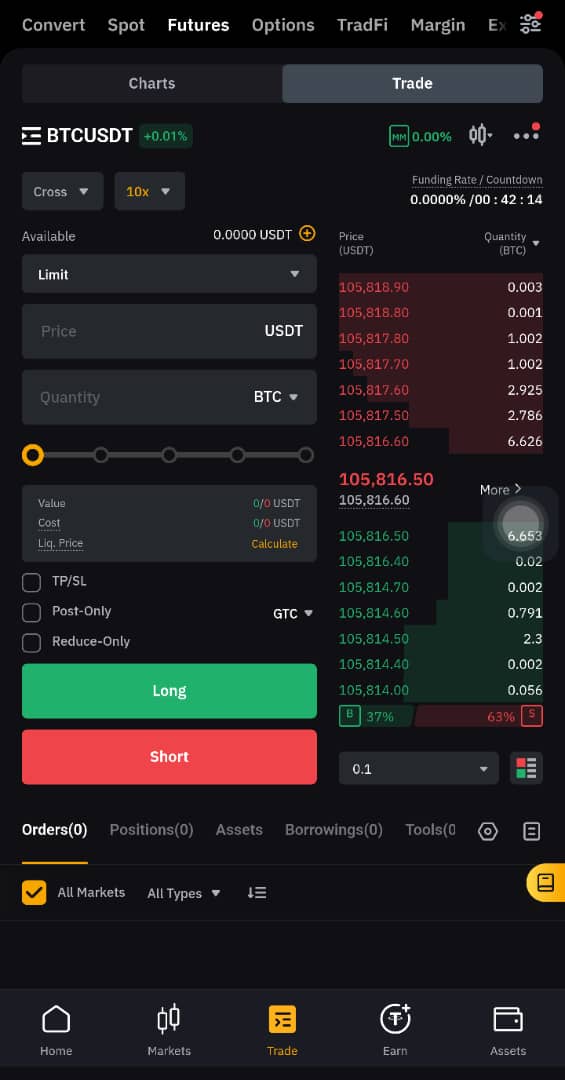 Convert Spot Futures Options TradFi Margin
Charts Trade
BTCUSDT +0.01% MM 0.00%
Cross 10x
Funding Rate / Countdown
0.0000% /00 : 42 : 14
Available 0.0000 USDT
Limit
Price USDT
Quantity BTC
Value 0/0 USDT
Cost 0/0 USDT
Liq. Price Calculate
TP/SL
Post-Only GTC
Reduce-Only
Long
Short
Price Quantity
(USDT) (BTC)
105,818.90 0.003
105,818.80 0.001
105,817.80 1.002
105,817.70 1.002
105,817.60 2.925
105,817.50 2.786
105,816.60 6.626
105,816.50
105,816.60
More
105,816.50 6.653
105,816.40 0.02
105,814.70 0.002
105,814.60 0.791
105,814.50 2.3
105,814.40 0.002
105,814.00 0.056
B 37% 63% S
0.1
Orders(0) Positions(0) Assets Borrowings(0) Tools(0
All Markets All Types
Home Markets Trade Earn Assets